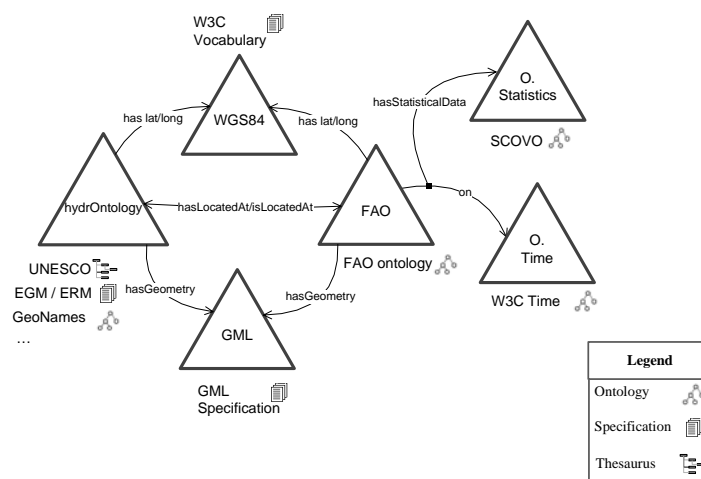 W3C
Vocabulary
WGS84
has lat/long
has lat/long
hasStatisticalData
O.
Statistics
SCOVO
hydrOntology
hasLocatedAt/isLocatedAt
FAO
on
O.
Time
UNESCO
EGM / ERM
GeoNames
...
FAO ontology
W3C Time
hasGeometry
hasGeometry
GML
GML
Specification
Legend
Ontology
Specification
Thesaurus